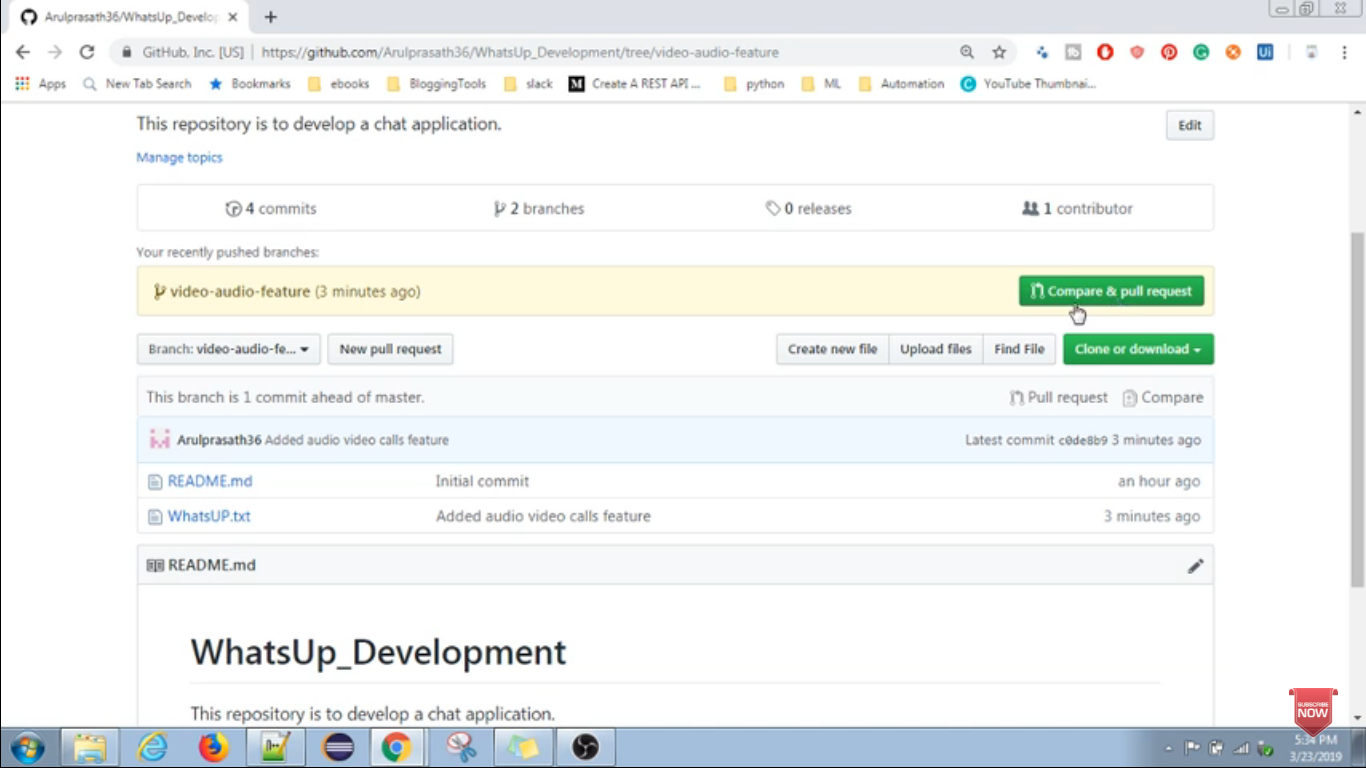 Arulprasath36/WhatsUp_Develop
GitHub, Inc. [US] | https://github.com/Arulprasath36/WhatsUp_Development/tree/video-audio-feature
Apps New Tab Search Bookmarks ebooks BloggingTools slack M Create A REST API ... python ML Automation YouTube Thumbnai...
This repository is to develop a chat application.
Edit
Manage topics
4 commits 2 branches 0 releases 1 contributor
Your recently pushed branches:
video-audio-feature (3 minutes ago)
Compare & pull request
Branch: video-audio-fe... New pull request Create new file Upload files Find File Clone or download
This branch is 1 commit ahead of master. Pull request Compare
Arulprasath36 Added audio video calls feature Latest commit c0de8b9 3 minutes ago
README.md Initial commit an hour ago
WhatsUP.txt Added audio video calls feature 3 minutes ago
README.md
WhatsUp_Development
This repository is to develop a chat application.
SUBSCRIBE
NOW
5:34 PM
3/23/2019